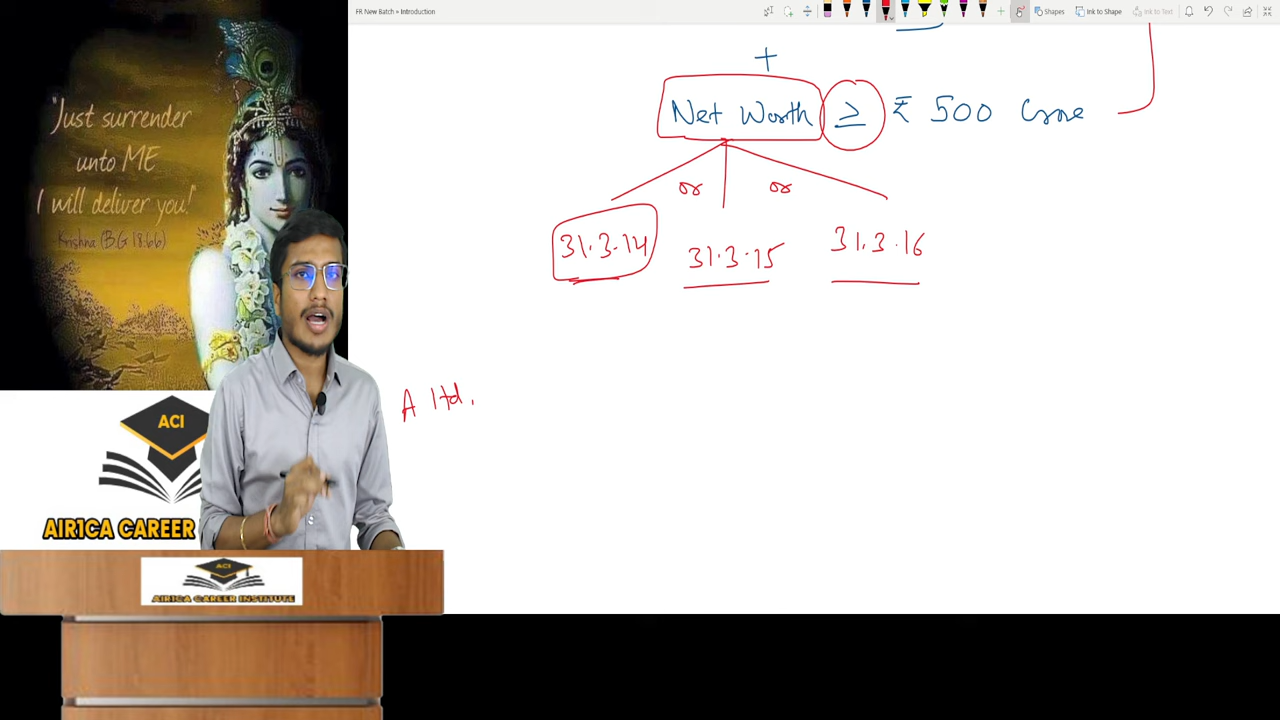 FR New Batch » Introduction
Shapes
Ink to Shape
Ink to Text
"Just surrender
unto ME
I will deliver you!"
- Krishna (BG 18:66)
+
Net Worth ≥ ₹ 500 Crore
or or
31.3.14 31.3.15 31.3.16
A ltd.
ACI
AIR1CA CAREER
AIR1CA CAREER INSTITUTE